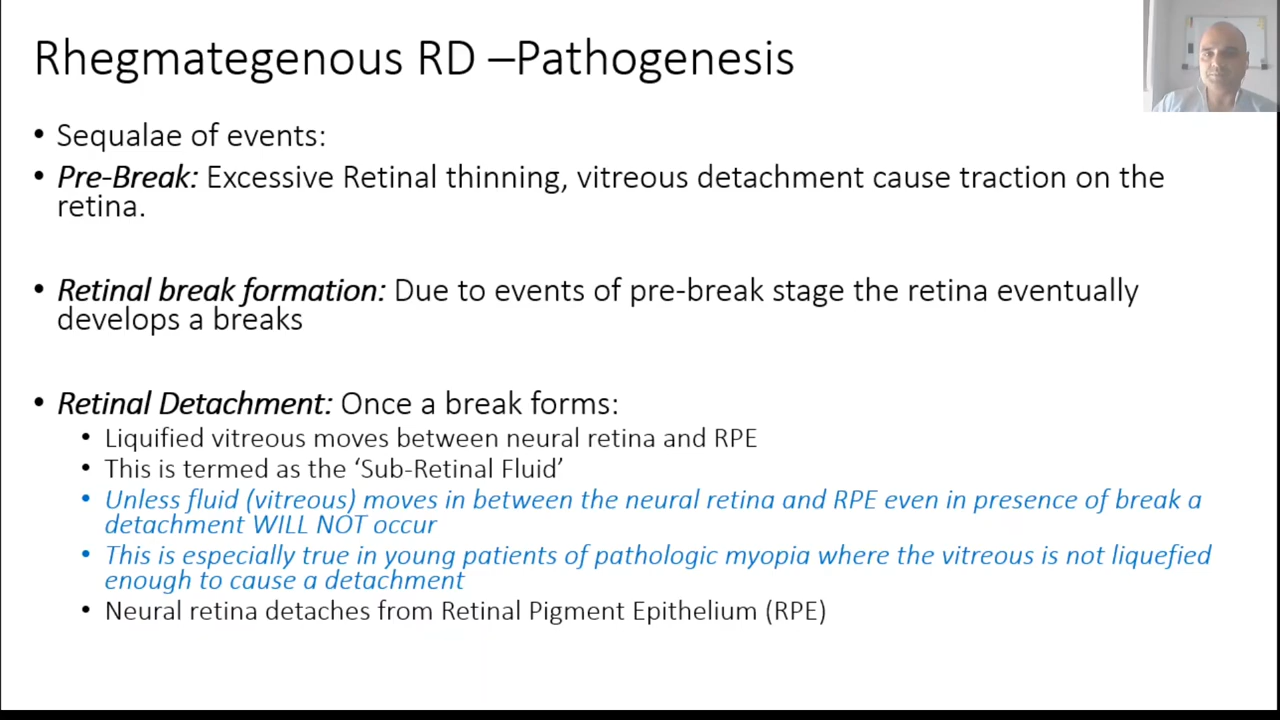 Rhegmategenous RD –Pathogenesis
• Sequalae of events:
• Pre-Break: Excessive Retinal thinning, vitreous detachment cause traction on the
retina.
• Retinal break formation: Due to events of pre-break stage the retina eventually
develops a breaks
• Retinal Detachment: Once a break forms:
• Liquified vitreous moves between neural retina and RPE
• This is termed as the ‘Sub-Retinal Fluid’
• Unless fluid (vitreous) moves in between the neural retina and RPE even in presence of break a
detachment WILL NOT occur
• This is especially true in young patients of pathologic myopia where the vitreous is not liquefied
enough to cause a detachment
• Neural retina detaches from Retinal Pigment Epithelium (RPE)